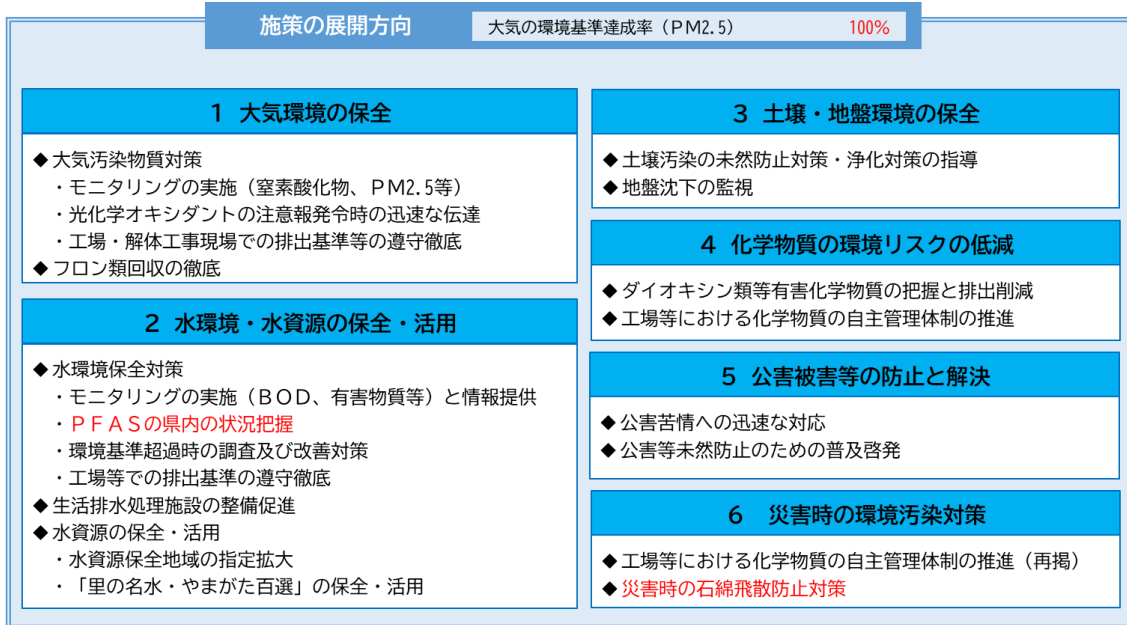 施策の展開方向
大気の環境基準達成率（ＰＭ2.5） 100%
1 大気環境の保全
◆大気汚染物質対策
・モニタリングの実施（窒素酸化物、ＰＭ2.5等）
・光化学オキシダントの注意報発令時の迅速な伝達
・工場・解体工事現場での排出基準等の遵守徹底
◆フロン類回収の徹底
2 水環境・水資源の保全・活用
◆水環境保全対策
・モニタリングの実施（ＢＯＤ、有害物質等）と情報提供
・ＰＦＡＳの県内の状況把握
・環境基準超過時の調査及び改善対策
・工場等での排出基準の遵守徹底
◆生活排水処理施設の整備促進
◆水資源の保全・活用
・水資源保全地域の指定拡大
・「里の名水・やまがた百選」の保全・活用
3 土壌・地盤環境の保全
◆土壌汚染の未然防止対策・浄化対策の指導
◆地盤沈下の監視
4 化学物質の環境リスクの低減
◆ダイオキシン類等有害化学物質の把握と排出削減
◆工場等における化学物質の自主管理体制の推進
5 公害被害等の防止と解決
◆公害苦情への迅速な対応
◆公害等未然防止のための普及啓発
6 災害時の環境汚染対策
◆工場等における化学物質の自主管理体制の推進（再掲）
◆災害時の石綿飛散防止対策